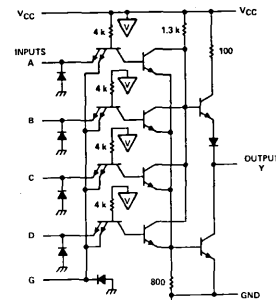 VCC VCC
4 k V 1.3 k 100
INPUTS
A
4 k V
B
4 k V
C OUTPUT
Y
4 k V
D
800
G GND